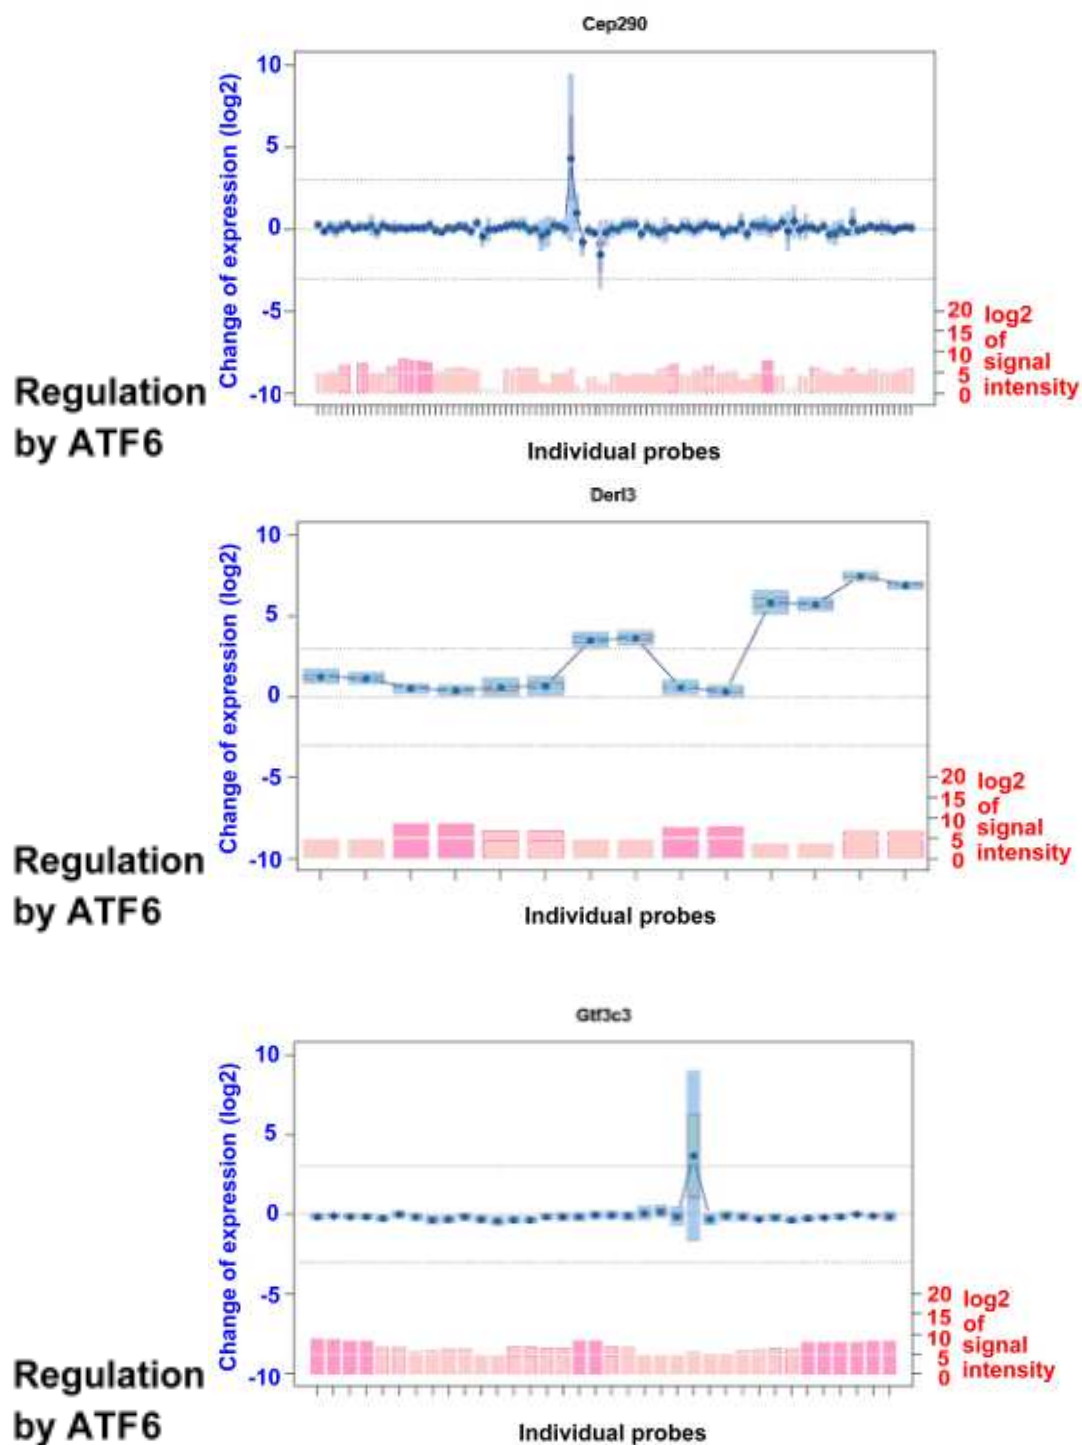 Cep290
Change of expression (log2)
10
5
0
-5
-10
20
15
10
5
0
log2
of
signal
intensity
Regulation
by ATF6
Individual probes
Derl3
Change of expression (log2)
10
5
0
-5
-10
20
15
10
5
0
log2
of
signal
intensity
Regulation
by ATF6
Individual probes
Gtf3c3
Change of expression (log2)
10
5
0
-5
-10
20
15
10
5
0
log2
of
signal
intensity
Regulation
by ATF6
Individual probes